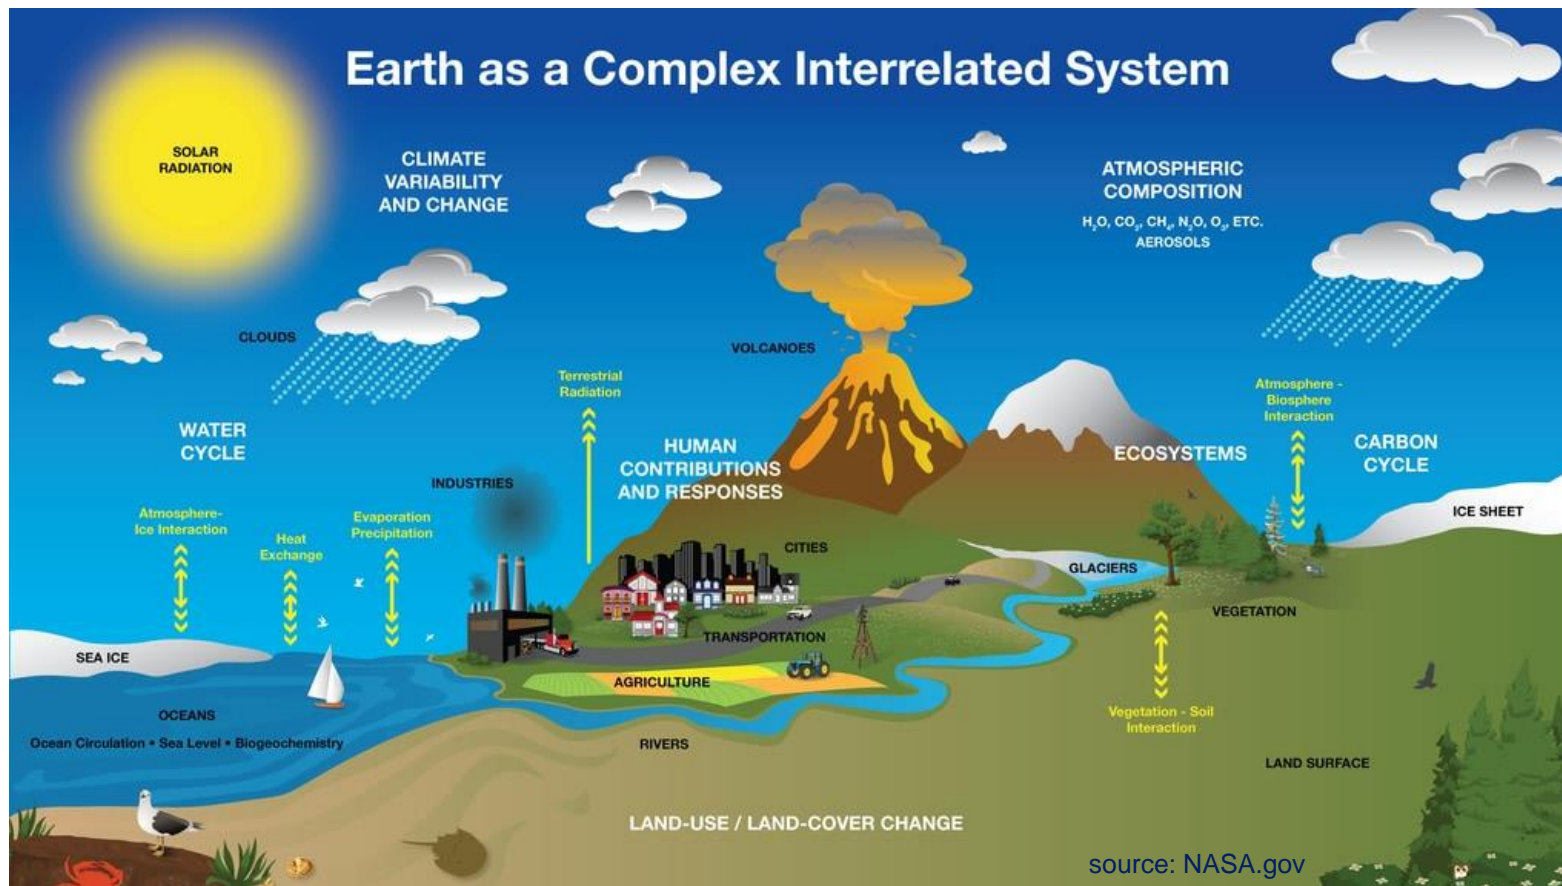 Earth as a Complex Interrelated System
SOLAR
RADIATION
CLIMATE
VARIABILITY
AND CHANGE
ATMOSPHERIC
COMPOSITION
H₂O, CO₂, CH₄, N₂O, O₃, ETC.
AEROSOLS
CLOUDS
VOLCANOES
Terrestrial
Radiation
Atmosphere -
Biosphere
Interaction
WATER
CYCLE
HUMAN
CONTRIBUTIONS
AND RESPONSES
ECOSYSTEMS
CARBON
CYCLE
INDUSTRIES
Atmosphere-
Ice Interaction
Heat
Exchange
Evaporation
Precipitation
ICE SHEET
CITIES
GLACIERS
VEGETATION
TRANSPORTATION
SEA ICE
AGRICULTURE
OCEANS
Ocean Circulation • Sea Level • Biogeochemistry
RIVERS
Vegetation - Soil
Interaction
LAND SURFACE
LAND-USE / LAND-COVER CHANGE
source: NASA.gov